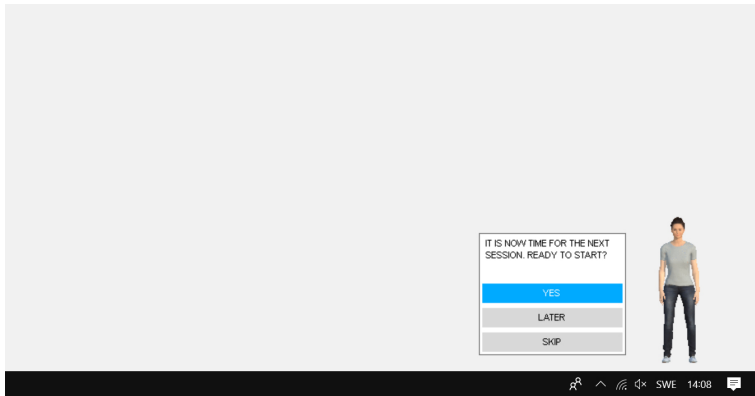 IT IS NOW TIME FOR THE NEXT
SESSION. READY TO START?
YES
LATER
SKIP
SWE 14:08